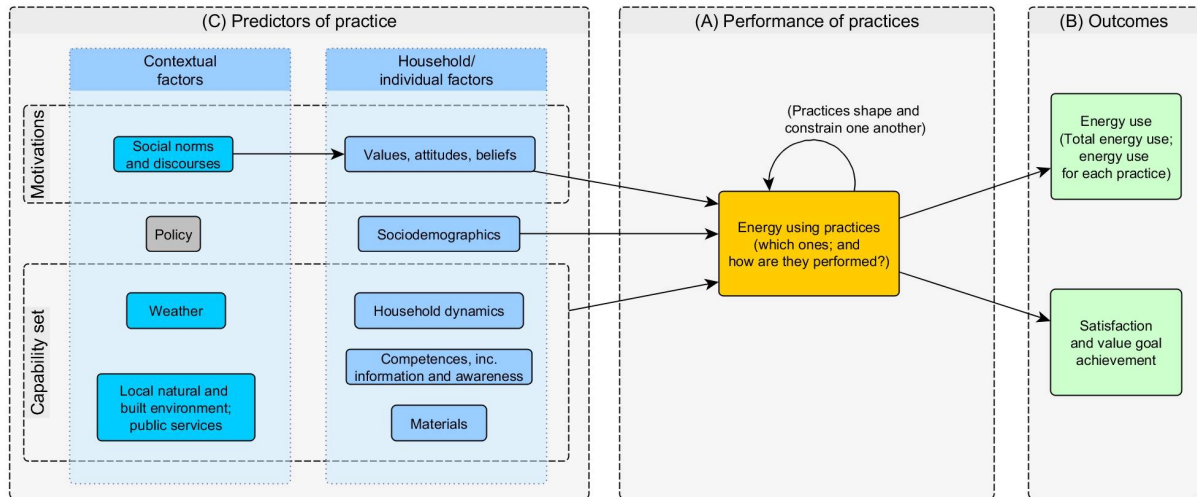 (C) Predictors of practice
Contextual
factors
Household/
individual factors
Motivations
Social norms
and discourses
Values, attitudes, beliefs
Policy
Sociodemographics
Capability set
Weather
Household dynamics
Competences, inc.
information and awareness
Local natural and
built environment;
public services
Materials
(A) Performance of practices
(Practices shape and
constrain one another)
Energy using practices
(which ones; and
how are they performed?)
(B) Outcomes
Energy use
(Total energy use;
energy use
for each practice)
Satisfaction
and value goal
achievement